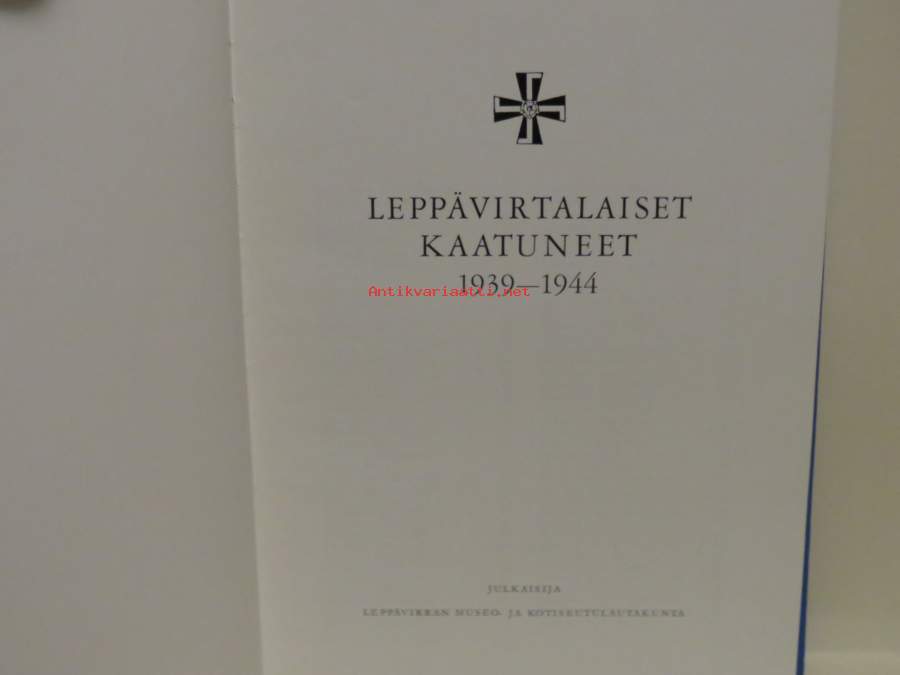 LEPPÄVIRTALAISET
KAATUNEET
1939—1944
Antikvariaatti.net
JULKAISIJA
LEPPÄVIRRAN MUSEO- JA KOTISEUTULAUTAKUNTA